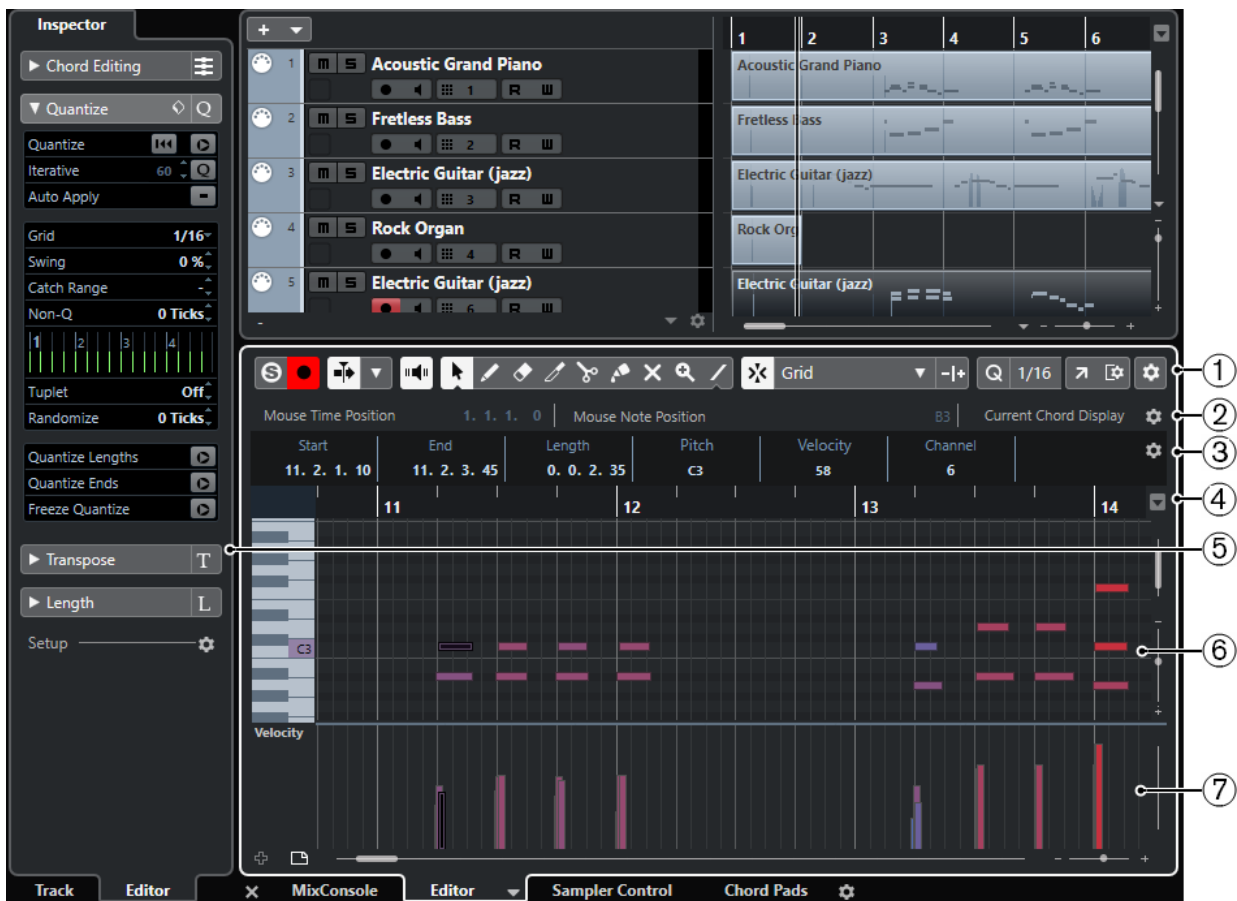 Inspector
Chord Editing
Quantize Q
Quantize
Iterative 60 Q
Auto Apply -
Grid 1/16
Swing 0 %
Catch Range -
Non-Q 0 Ticks
1 2 3 4
Tuplet Off
Randomize 0 Ticks
Quantize Lengths
Quantize Ends
Freeze Quantize
Transpose T
Length L
Setup
Track Editor
+
1 2 3 4 5 6
1 m S Acoustic Grand Piano
1 R W
Acoustic Grand Piano
2 m S Fretless Bass
2 R W
Fretless Bass
3 m S Electric Guitar (jazz)
3 R W
Electric Guitar (jazz)
4 m S Rock Organ
4 R W
Rock Org
5 m S Electric Guitar (jazz)
6 R W
Electric Guitar (jazz)
-
S Grid Q 1/16 1
Mouse Time Position 1. 1. 1. 0 Mouse Note Position B3 Current Chord Display 2
Start End Length Pitch Velocity Channel
11. 2. 1. 10 11. 2. 3. 45 0. 0. 2. 35 C3 58 6 3
11 12 13 14 4
5
C3 6
Velocity
7
MixConsole Editor Sampler Control Chord Pads